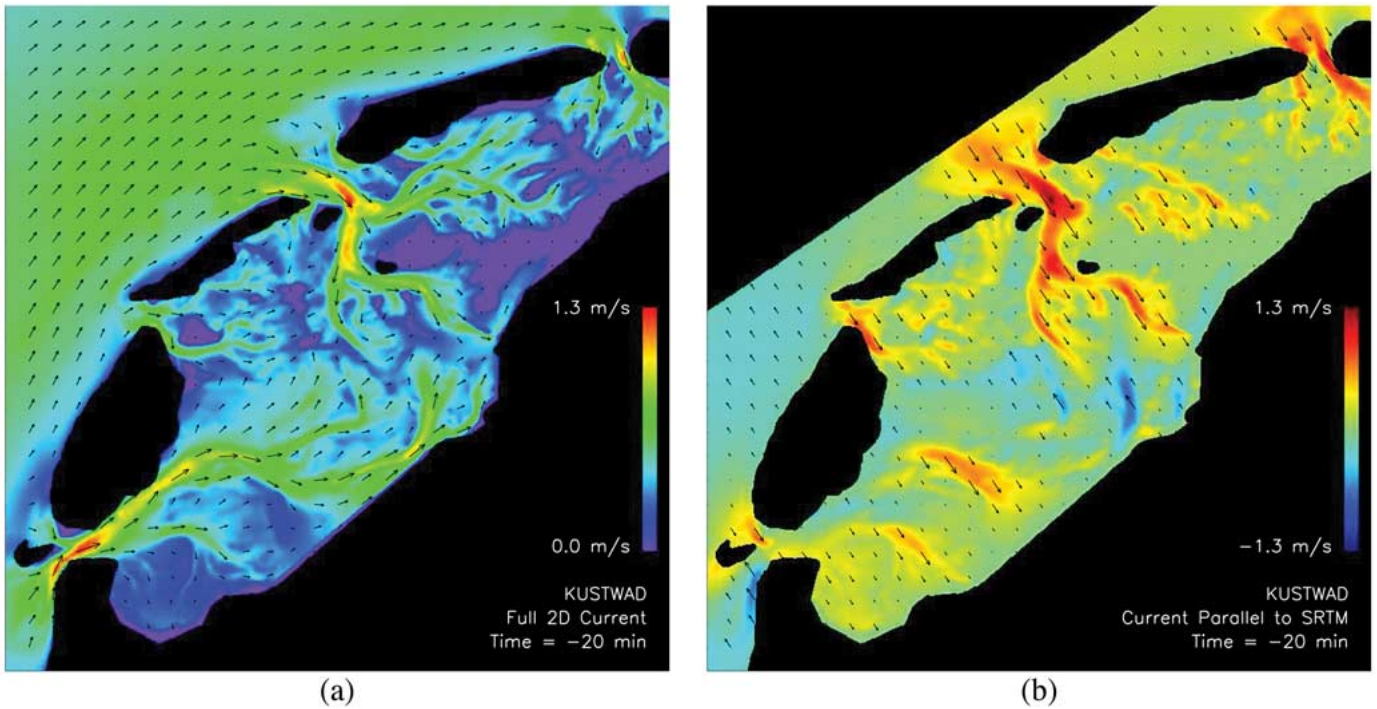 1.3 m/s
0.0 m/s
KUSTWAD
Full 2D Current
Time = −20 min
(a)
1.3 m/s
−1.3 m/s
KUSTWAD
Current Parallel to SRTM
Time = −20 min
(b)